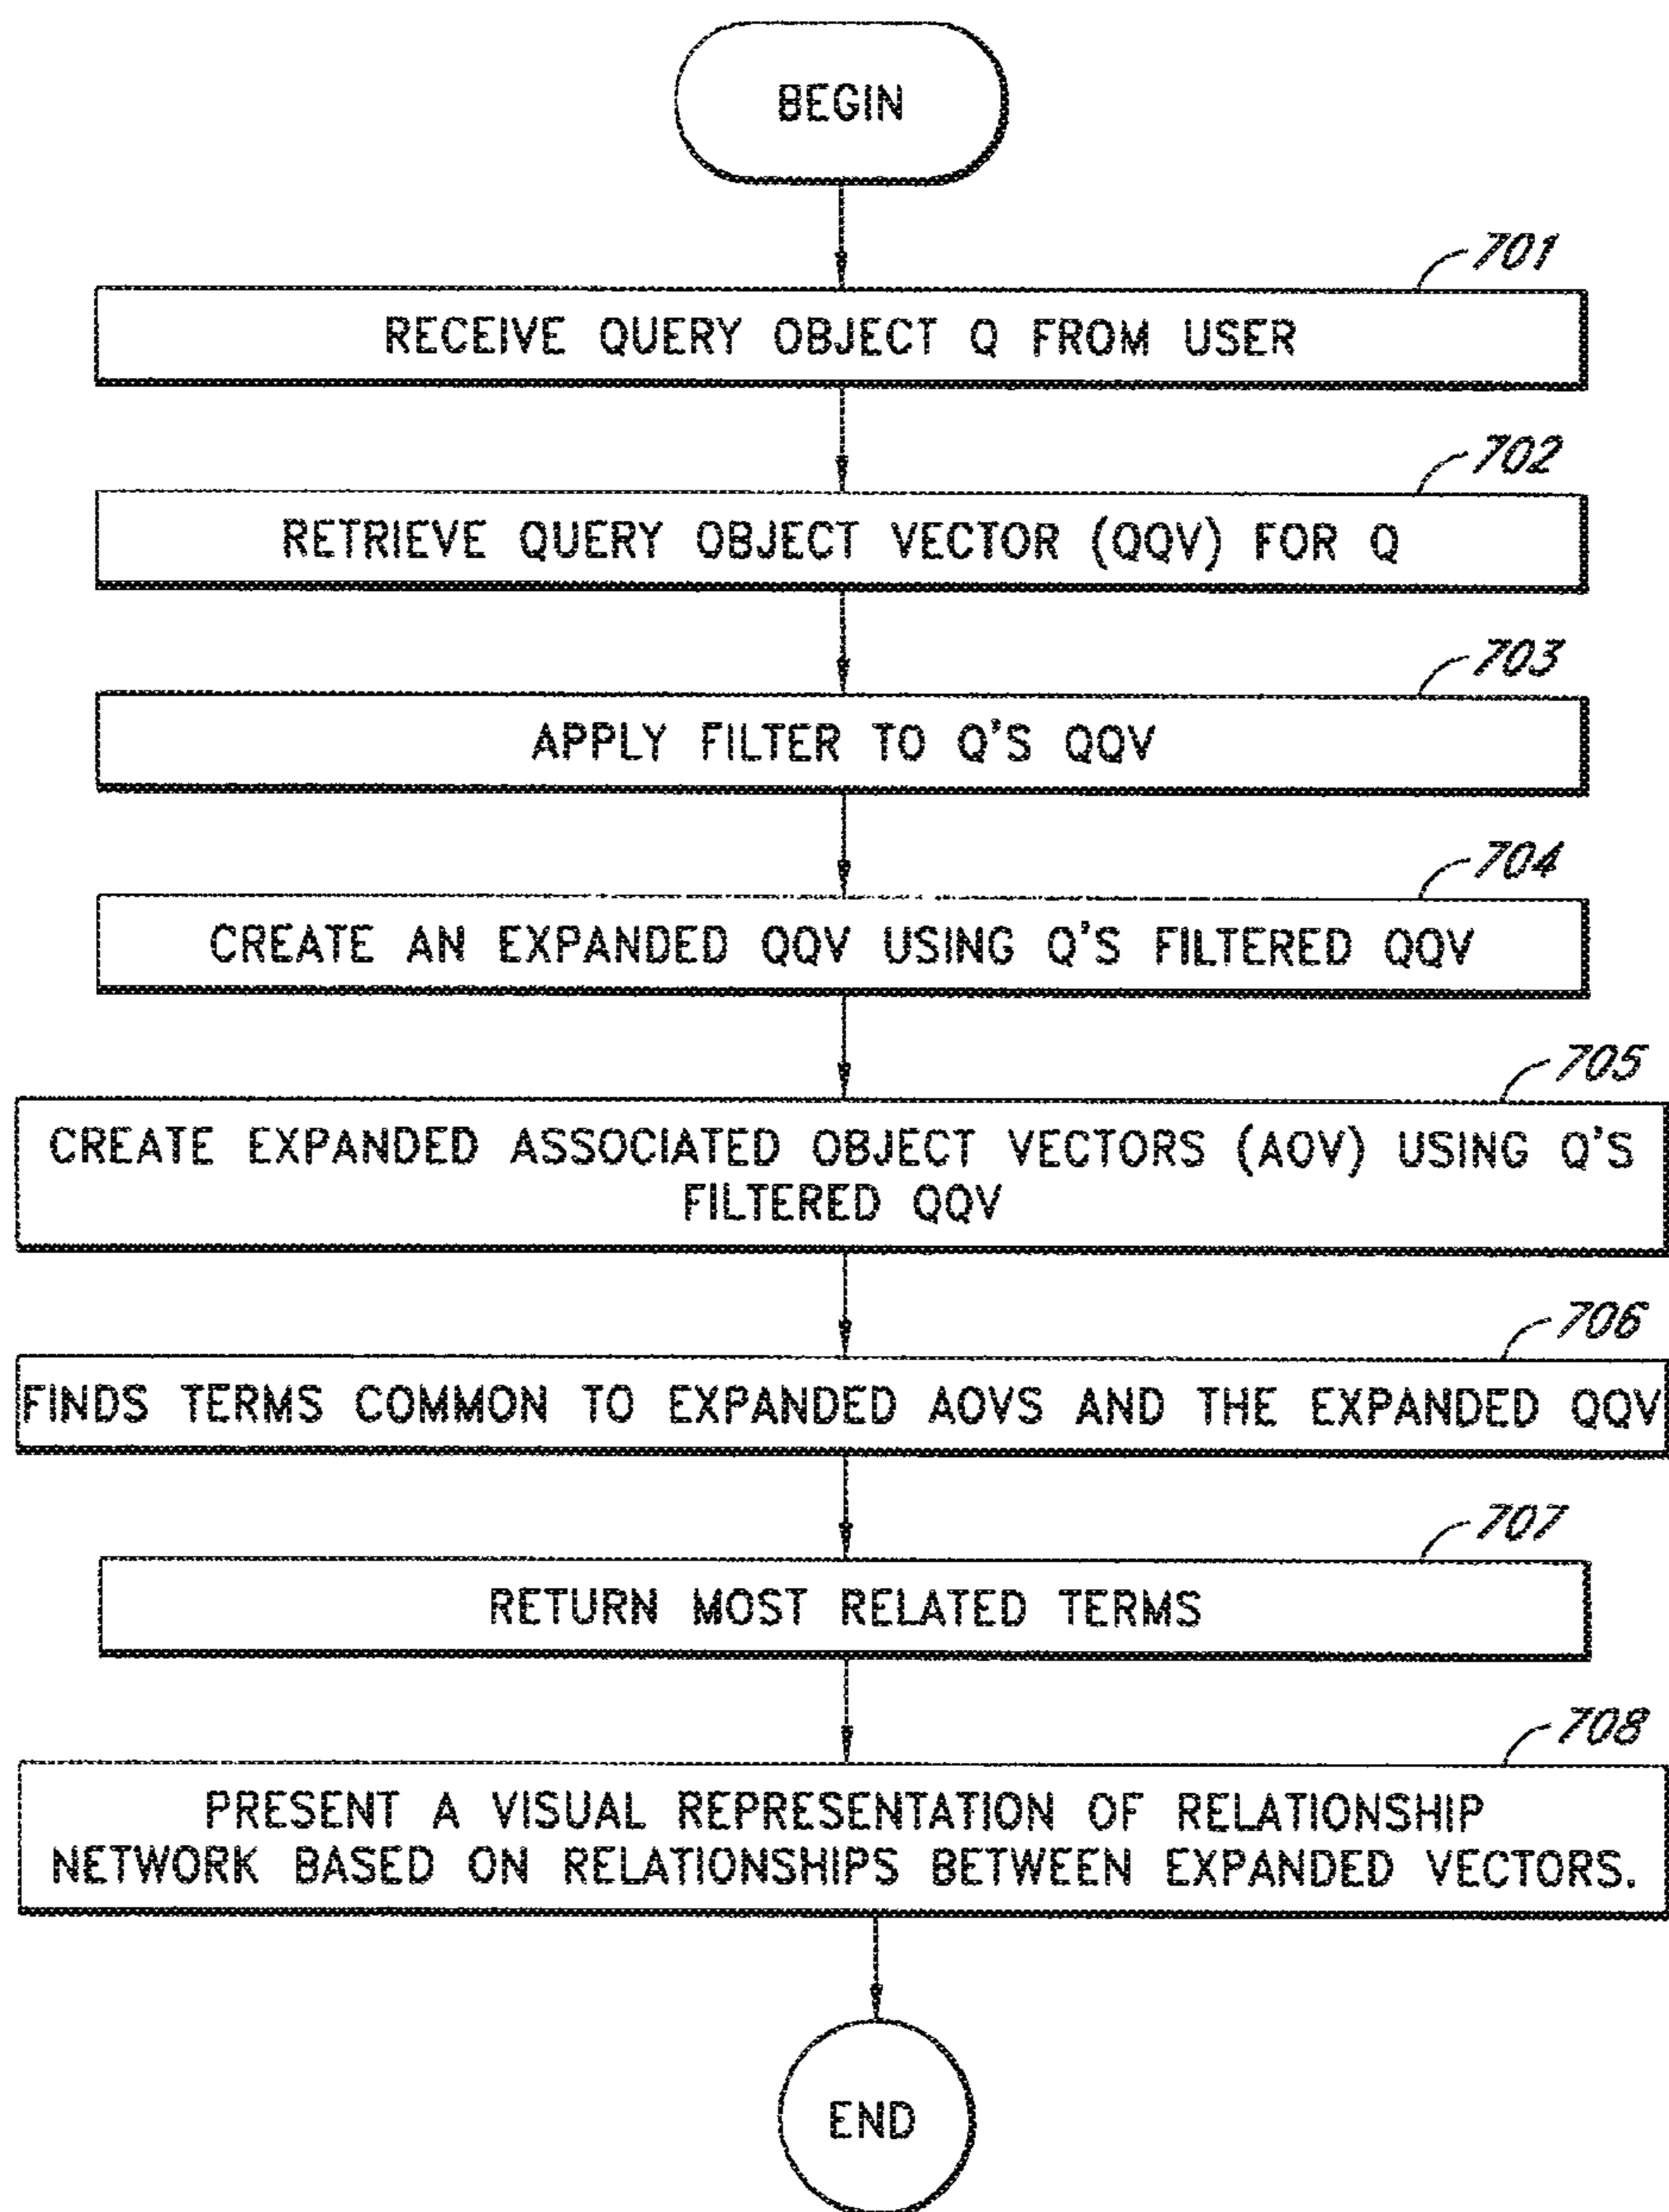 BEGIN
701
RECEIVE QUERY OBJECT Q FROM USER
702
RETRIEVE QUERY OBJECT VECTOR (QQV) FOR Q
703
APPLY FILTER TO Q'S QQV
704
CREATE AN EXPANDED QQV USING Q'S FILTERED QQV
705
CREATE EXPANDED ASSOCIATED OBJECT VECTORS (AOV) USING Q'S
FILTERED QQV
706
FINDS TERMS COMMON TO EXPANDED AOVS AND THE EXPANDED QQV
707
RETURN MOST RELATED TERMS
708
PRESENT A VISUAL REPRESENTATION OF RELATIONSHIP
NETWORK BASED ON RELATIONSHIPS BETWEEN EXPANDED VECTORS.
END